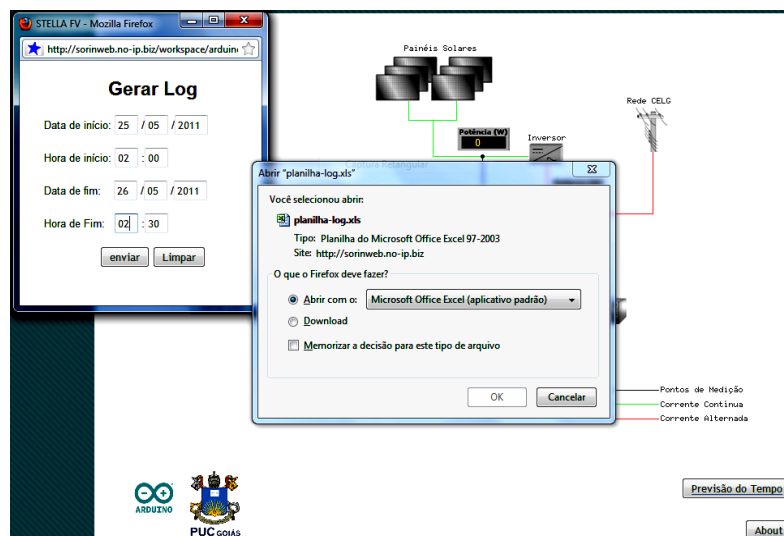 STELLA FV - Mozilla Firefox
http://sorinweb.no-ip.biz/workspace/arduin
Gerar Log
Data de início: 25 / 05 / 2011
Hora de início: 02 : 00
Data de fim: 26 / 05 / 2011
Hora de Fim: 02 : 30
enviar Limpar
Painéis Solares
Rede CELG
Potência (W)
0
Inversor
Captura Retangular
Abrir "planilha-log.xls"
Você selecionou abrir:
planilha-log.xls
Tipo: Planilha do Microsoft Office Excel 97-2003
Site: http://sorinweb.no-ip.biz
O que o Firefox deve fazer?
Abrir com o: Microsoft Office Excel (aplicativo padrão)
Download
Memorizar a decisão para este tipo de arquivo
OK Cancelar
Pontos de Medição
Corrente Contínua
Corrente Alternada
ARDUINO
PUC GOIÁS
Previsão do Tempo
About